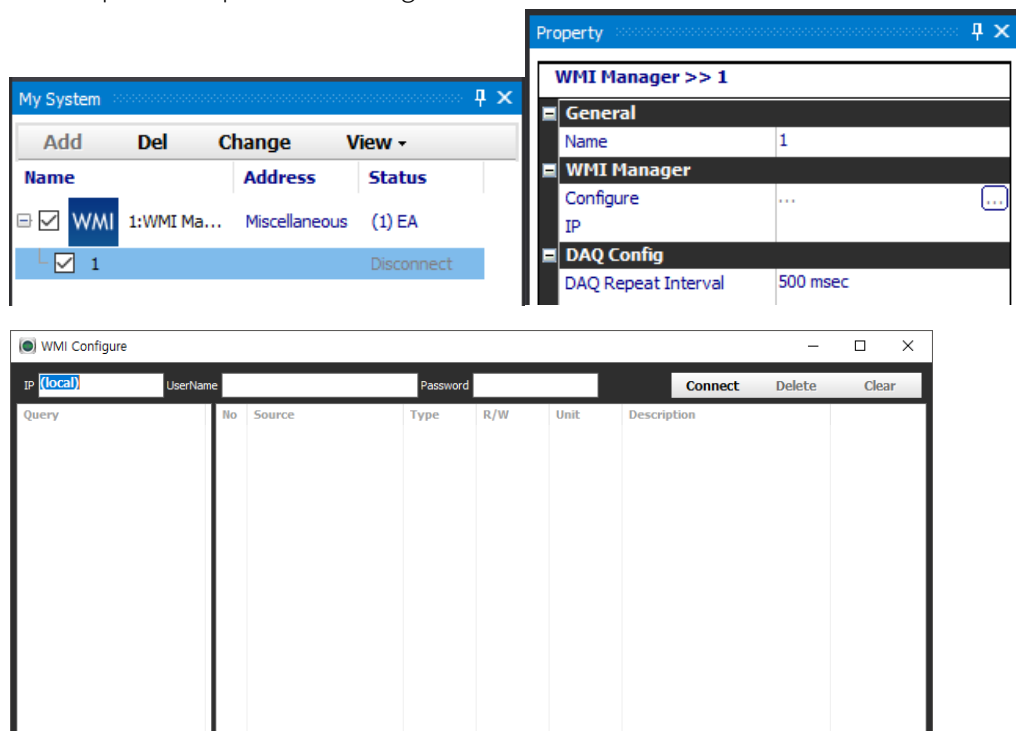 My System
Add Del Change View
Name Address Status
WMI 1:WMI Ma... Miscellaneous (1) EA
1 Disconnect
Property
WMI Manager >> 1
General
Name 1
WMI Manager
Configure ... ...
IP
DAQ Config
DAQ Repeat Interval 500 msec
WMI Configure
IP (local) UserName Password Connect Delete Clear
Query No Source Type R/W Unit Description